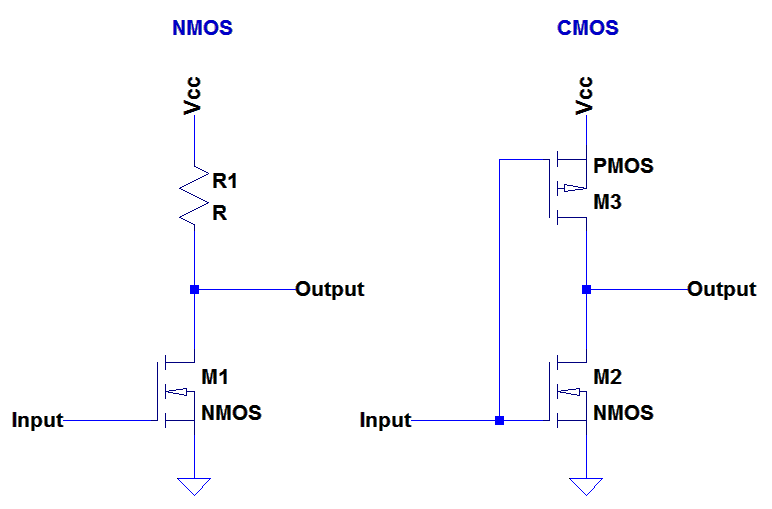 NMOS
Vcc
R1
R
Output
M1
NMOS
Input
CMOS
Vcc
PMOS
M3
Output
M2
NMOS
Input